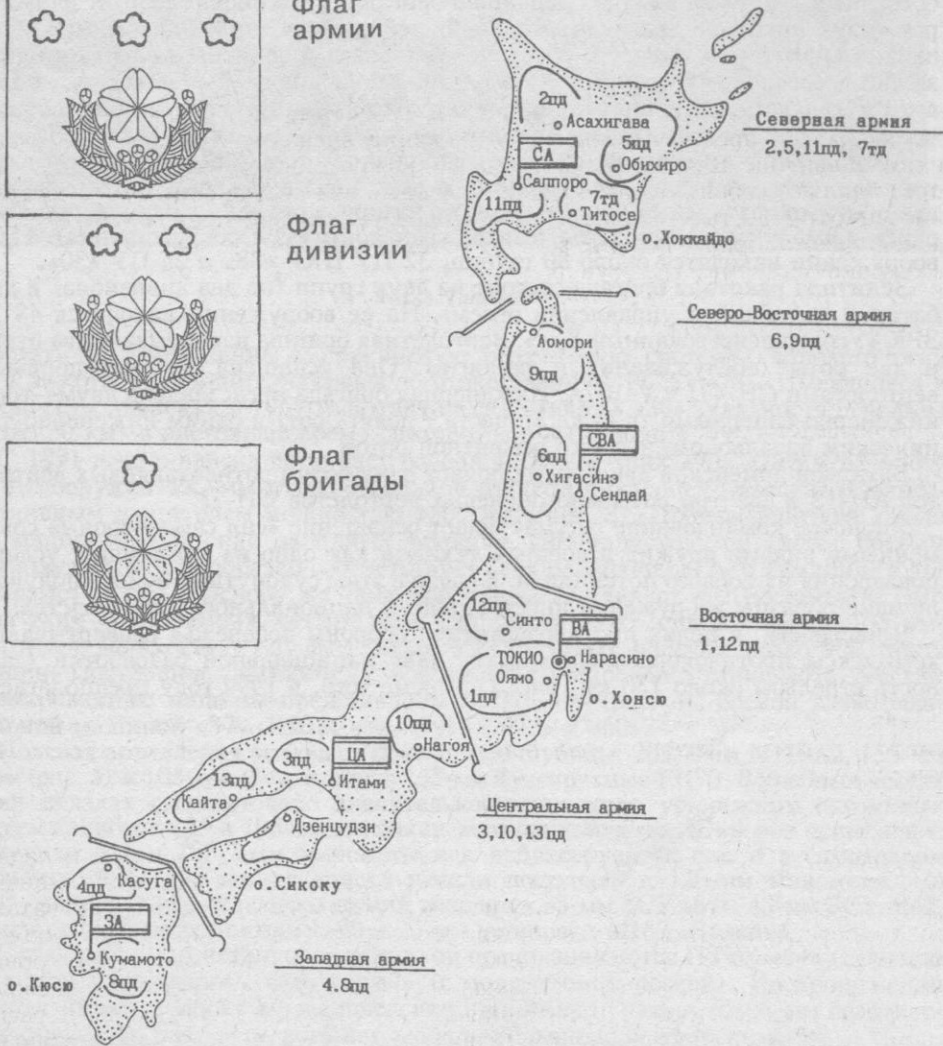 Флаг
армии
Флаг
дивизии
Флаг
бригады
2пд
Асахигава
5пд
Обихиро
СА
Саппоро
11пд
7тд
Титосе
о.Хоккайдо
Северная армия
2,5,11пд, 7тд
Аомори
9пд
Северо-Восточная армия
6,9пд
СВА
6пд
Хигасинэ
Сендай
12пд
Синто
ВА
ТОКИО
Нарасино
Оямо
1пд
о.Хонсю
Восточная армия
1,12пд
10пд
Нагоя
3пд
ЦА
Итами
13пд
Кайта
Дзенцудзи
о.Сикоку
Центральная армия
3,10,13пд
Касуга
4пд
ЗА
Кумамото
8пд
о.Кюсю
Западная армия
4.8пд